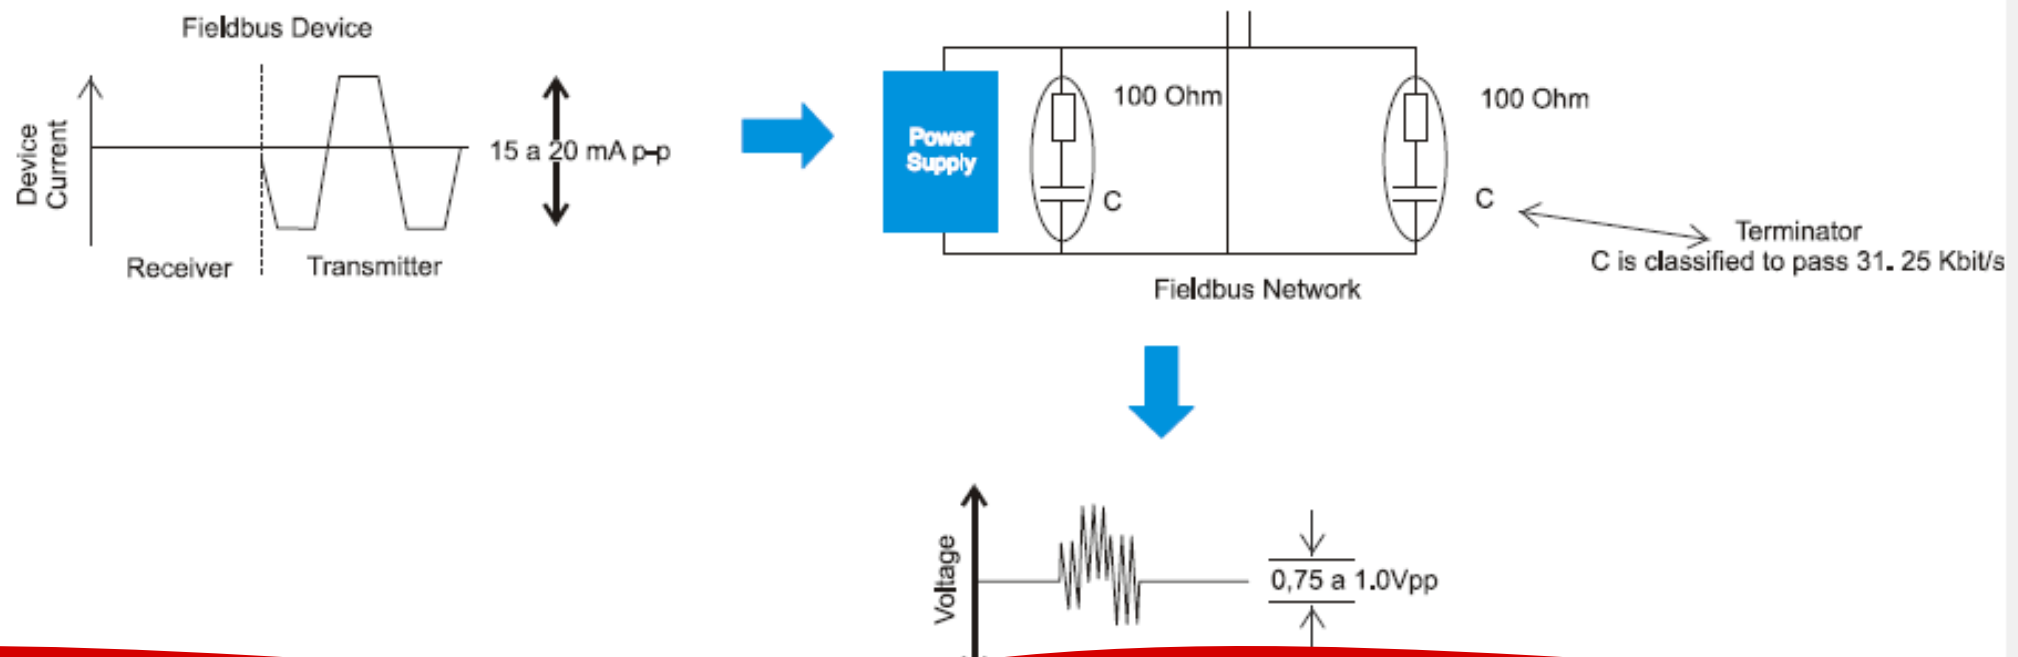 Fieldbus Device
Device
Current
15 a 20 mA p-p
Receiver
Transmitter
Power
Supply
100 Ohm
C
100 Ohm
C
Terminator
C is classified to pass 31. 25 Kbit/s
Fieldbus Network
Voltage
0,75 a 1.0Vpp